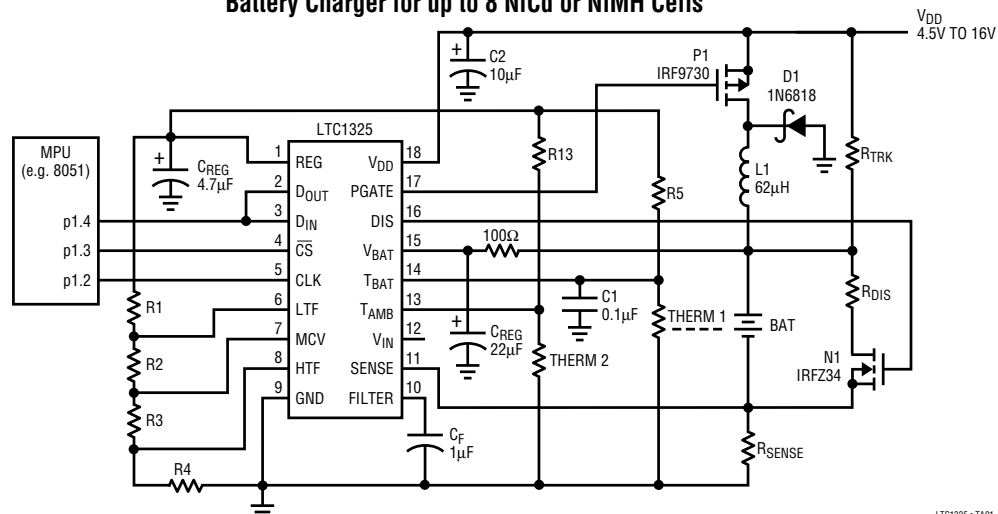 Battery Charger for up to 8 NiCd or NiMH Cells
VDD
4.5V TO 16V
P1
IRF9730
D1
1N6818
+
C2
10µF
MPU
(e.g. 8051)
p1.4
p1.3
p1.2
+
CREG
4.7µF
LTC1325
1
REG
2
DOUT
3
DIN
4
CS
5
CLK
6
LTF
7
MCV
8
HTF
9
GND
18
VDD
17
PGATE
16
DIS
15
VBAT
14
TBAT
13
TAMB
12
VIN
11
SENSE
10
FILTER
R13
R5
L1
62µH
RTRK
100Ω
R1
R2
R3
R4
C1
0.1µF
THERM 1
+
CREG
22µF
THERM 2
BAT
RDIS
N1
IRFZ34
CF
1µF
RSENSE
LTC1325 • TA01